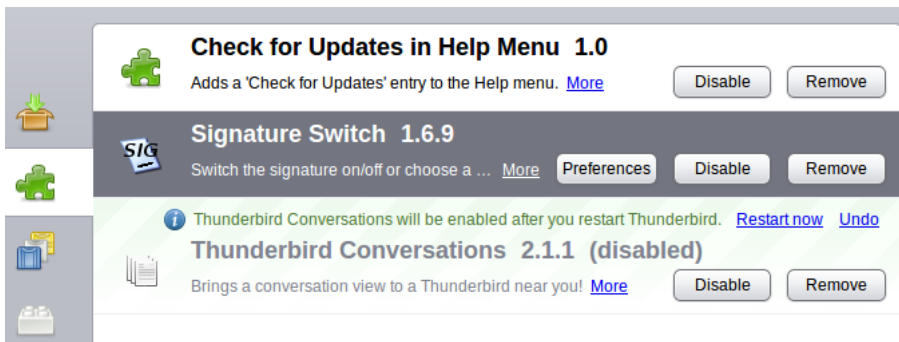 Check for Updates in Help Menu 1.0
Adds a 'Check for Updates' entry to the Help menu. More Disable Remove
SIG
Signature Switch 1.6.9
Switch the signature on/off or choose a … More Preferences Disable Remove
Thunderbird Conversations will be enabled after you restart Thunderbird. Restart now Undo
Thunderbird Conversations 2.1.1 (disabled)
Brings a conversation view to a Thunderbird near you! More Disable Remove